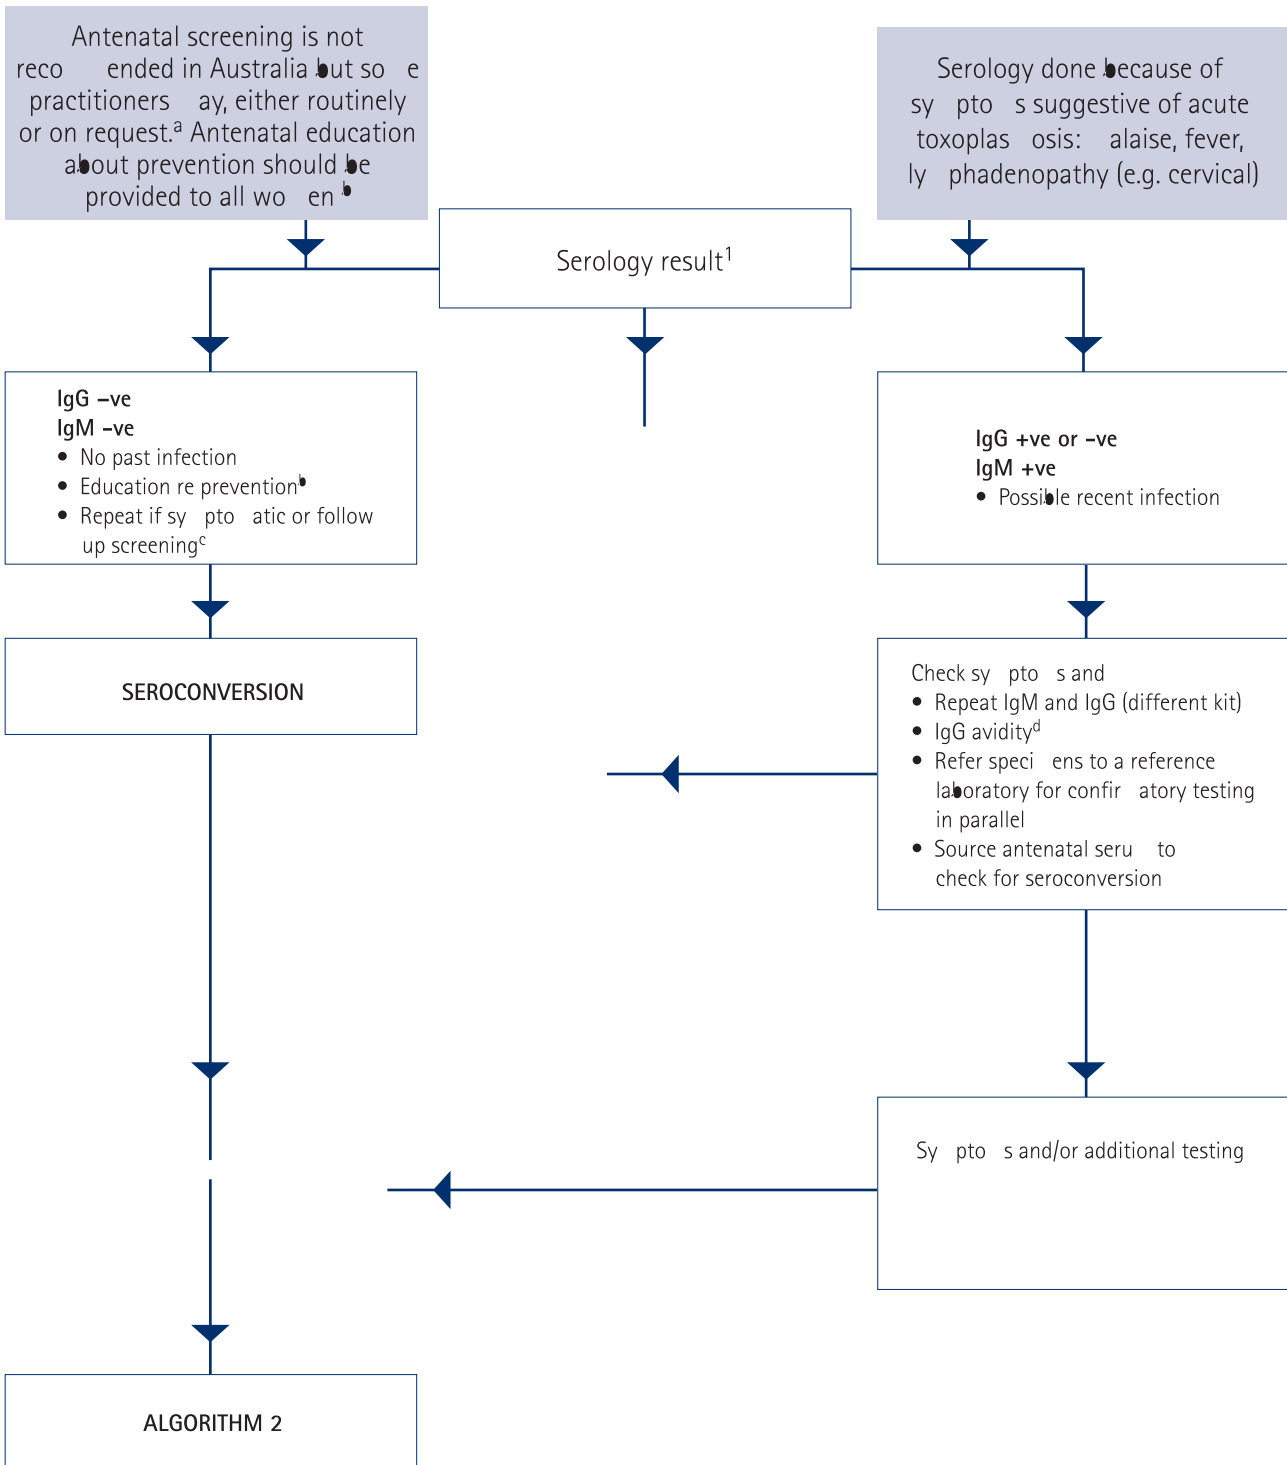 Antenatal screening is not
reco ended in Australia but so e
practitioners ay, either routinely
or on request.ᵃ Antenatal education
about prevention should be
provided to all wo en ᵇ
Serology done because of
sy pto s suggestive of acute
toxoplas osis: alaise, fever,
ly phadenopathy (e.g. cervical)
Serology result¹
IgG –ve
IgM -ve
• No past infection
• Education re preventionᵇ
• Repeat if sy pto atic or follow
up screeningᶜ
IgG +ve or -ve
IgM +ve
• Possible recent infection
SEROCONVERSION
Check sy pto s and
• Repeat IgM and IgG (different kit)
• IgG avidityᵈ
• Refer speci ens to a reference
laboratory for confir atory testing
in parallel
• Source antenatal seru to
check for seroconversion
Sy pto s and/or additional testing
ALGORITHM 2